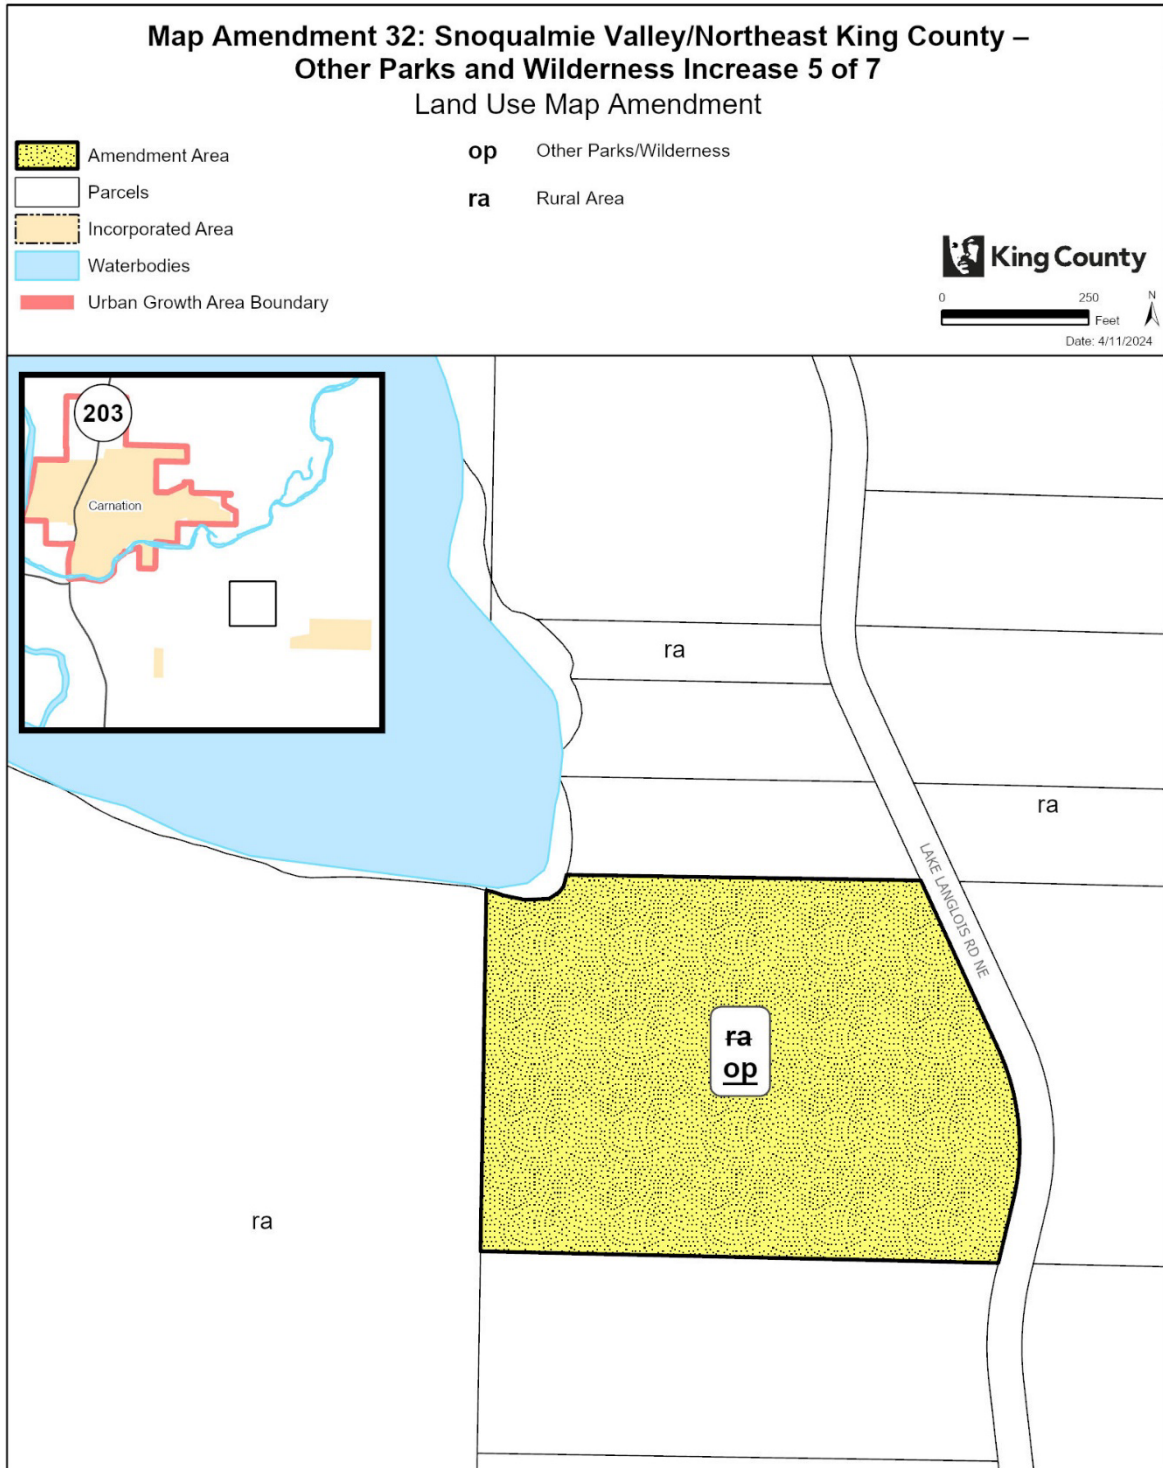 Map Amendment 32: Snoqualmie Valley/Northeast King County –
Other Parks and Wilderness Increase 5 of 7
Land Use Map Amendment
Amendment Area
Parcels
Incorporated Area
Waterbodies
Urban Growth Area Boundary
op Other Parks/Wilderness
ra Rural Area
King County
0 250
Feet
N
Date: 4/11/2024
203
Carnation
ra
ra
LAKE LANGLOIS RD NE
ra
op
ra